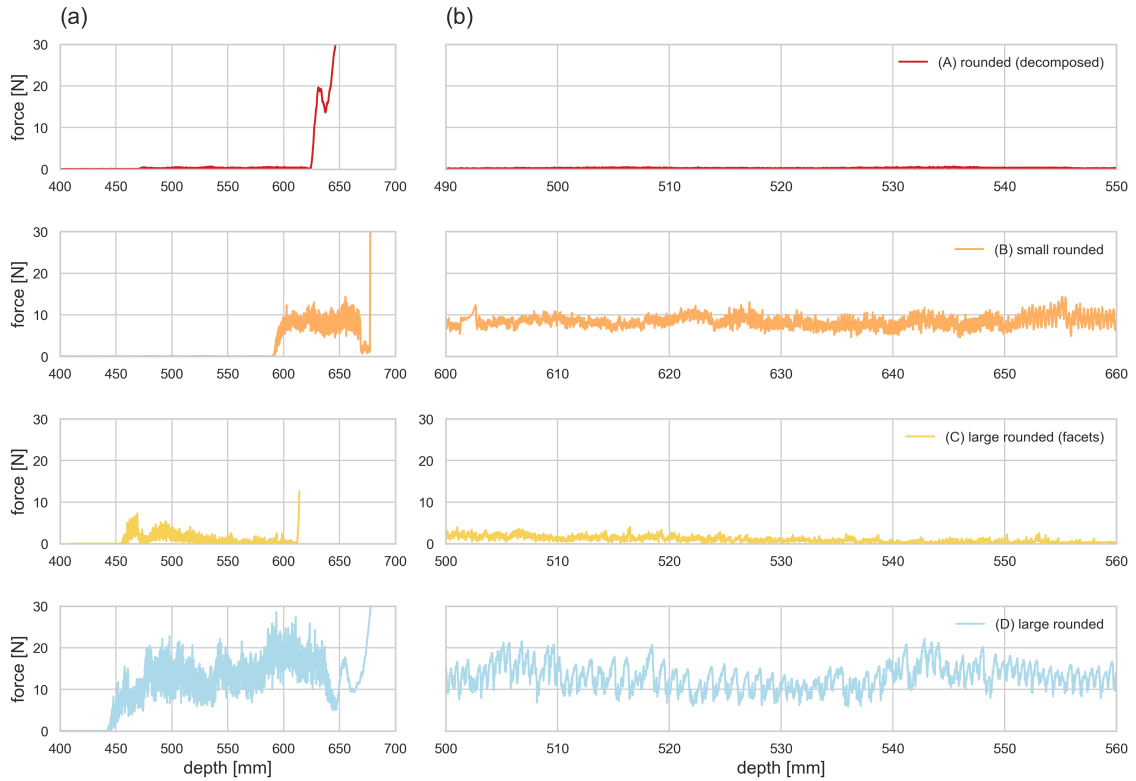 (a)
(b)
force [N]
30
20
10
0
400 450 500 550 600 650 700
(A) rounded (decomposed)
490 500 510 520 530 540 550
force [N]
30
20
10
0
400 450 500 550 600 650 700
(B) small rounded
600 610 620 630 640 650 660
force [N]
30
20
10
0
400 450 500 550 600 650 700
30
20
10
0
(C) large rounded (facets)
500 510 520 530 540 550 560
force [N]
30
20
10
0
400 450 500 550 600 650 700
depth [mm]
(D) large rounded
500 510 520 530 540 550 560
depth [mm]